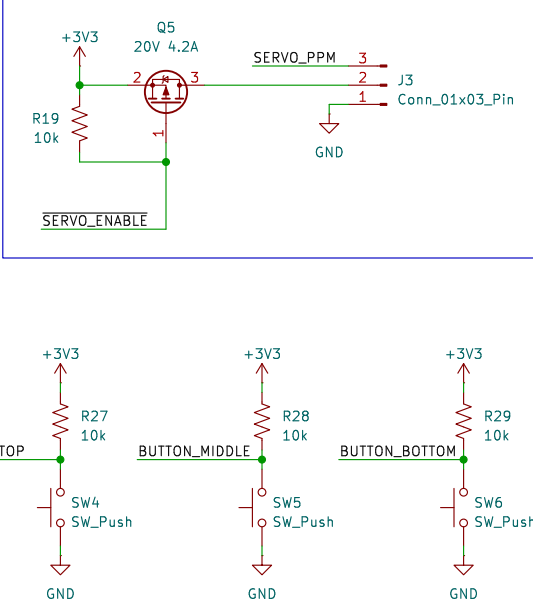 Q5
20V 4.2A
+3V3
2
3
1
R19
10k
SERVO_ENABLE
SERVO_PPM
3
2
1
J3
Conn_01x03_Pin
GND
+3V3
R27
10k
TOP
SW4
SW_Push
GND
+3V3
R28
10k
BUTTON_MIDDLE
SW5
SW_Push
GND
+3V3
R29
10k
BUTTON_BOTTOM
SW6
SW_Push
GND